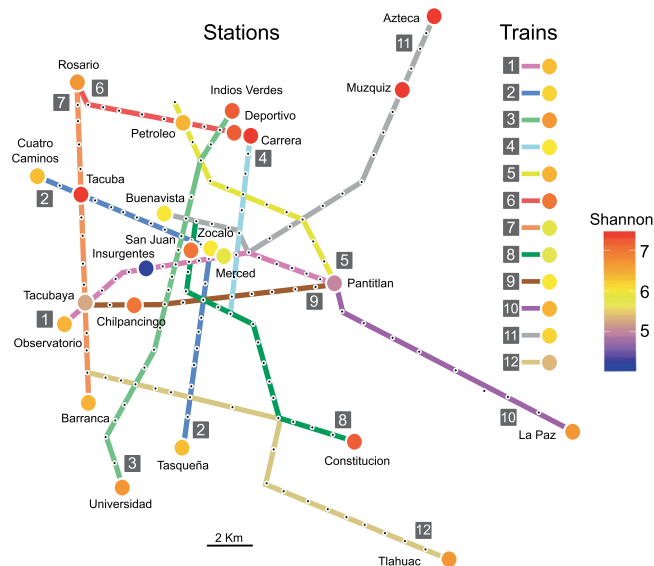 Stations
Trains
Azteca
11
Muzquiz
Rosario
6
7
Indios Verdes
Deportivo
Petroleo
Carrera
4
Cuatro
Caminos
2
Tacuba
Buenavista
San Juan
Zocalo
Insurgentes
Merced
5
Pantitlan
Tacubaya
9
1
Chilpancingo
Observatorio
Barranca
2
8
10
La Paz
Tasqueña
Constitucion
3
Universidad
2 Km
12
Tlahuac
1
2
3
4
5
6
7
8
9
10
11
12
Shannon
7
6
5